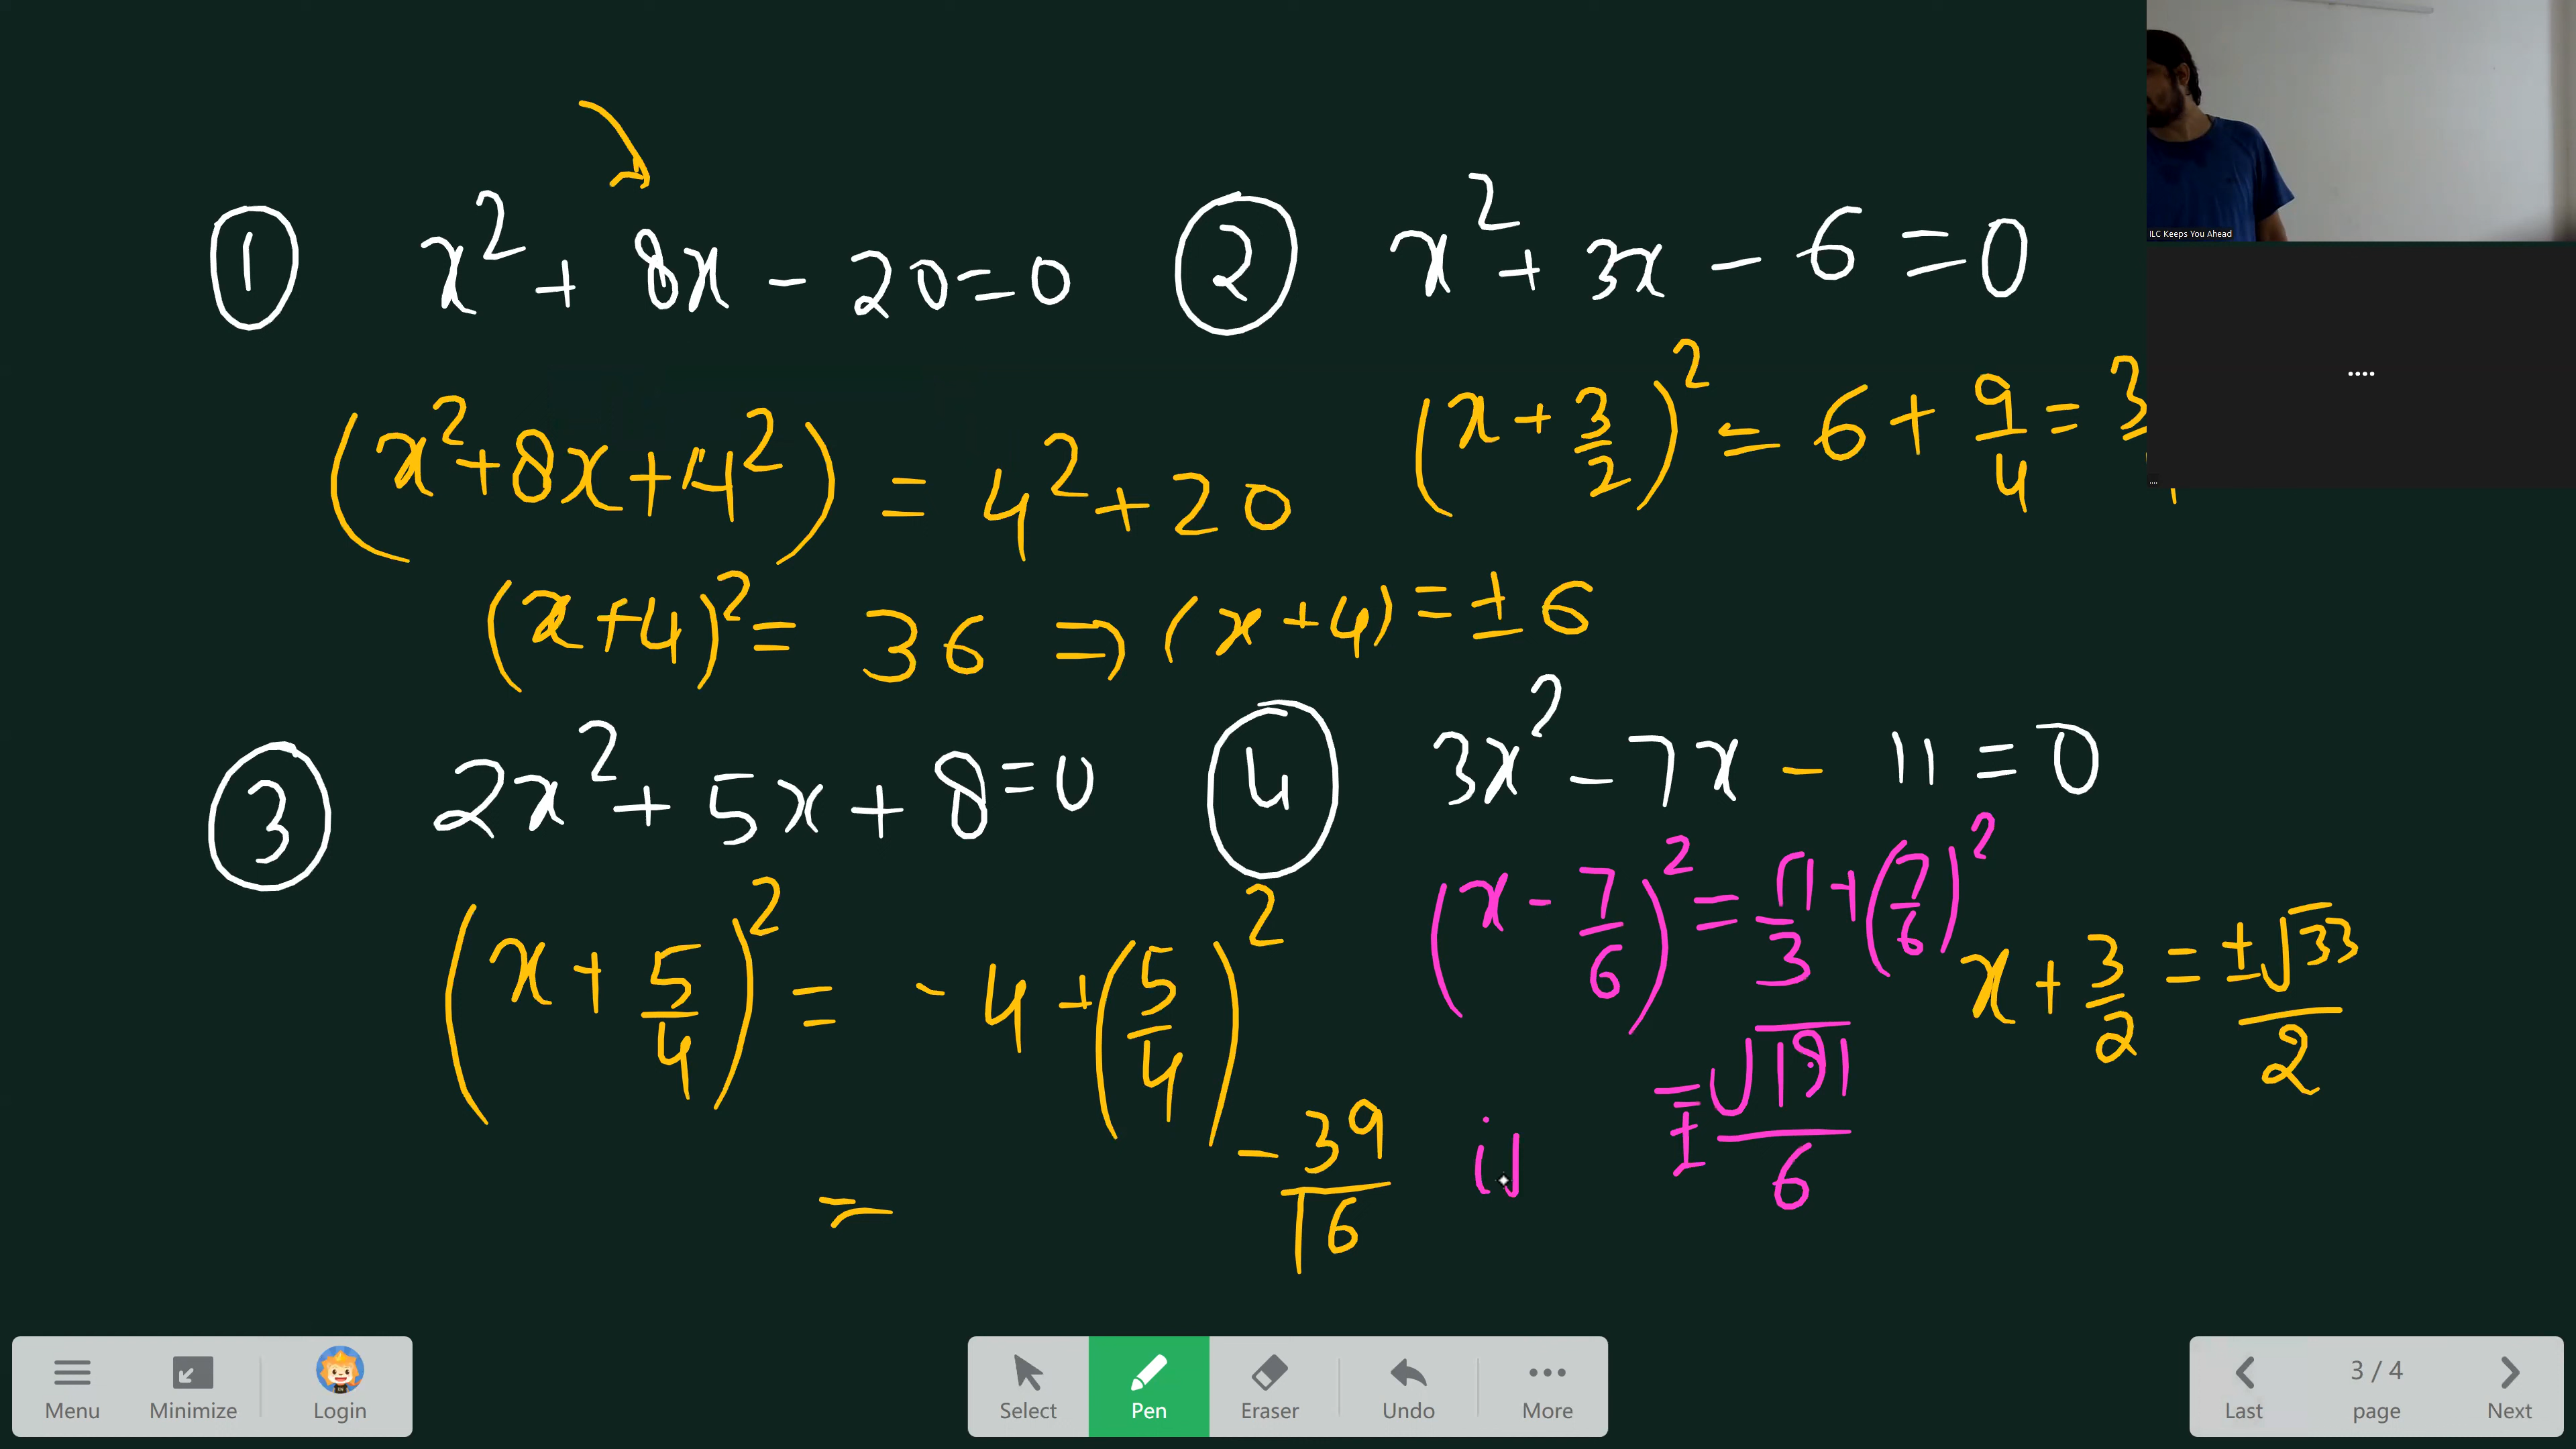 ① x² + 8x − 20 = 0
(x² + 8x + 4²) = 4² + 20
(x + 4)² = 36 ⇒ (x + 4) = ± 6
② x² + 3x − 6 = 0
(x + 3/2)² = 6 + 9/4 = 3
x + 3/2 = ±√33/2
③ 2x² + 5x + 8 = 0
(x + 5/4)² = -4 + (5/4)²
= -39/16
④ 3x² − 7x − 11 = 0
(x − 7/6)² = 11/3 + (7/6)²
ILC Keeps You Ahead
....
....
Menu
Minimize
Login
Select
Pen
Eraser
Undo
More
Last
3 / 4
page
Next